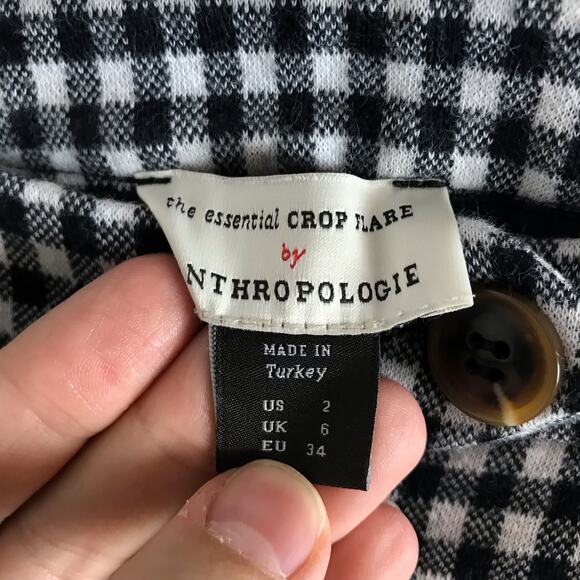 the essential CROP FLARE
by
NTHROPOLOGIE
MADE IN
Turkey
US 2
UK 6
EU 34